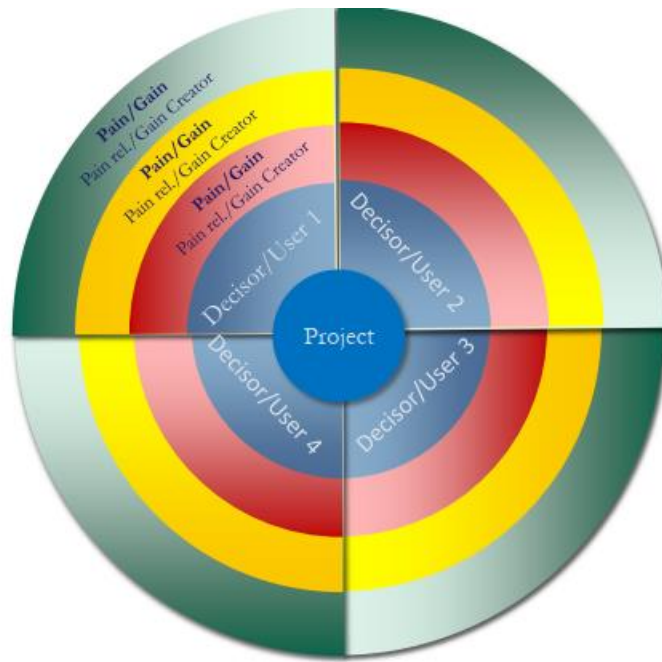 Pain/Gain
Pain rel./Gain Creator
Pain/Gain
Pain rel./Gain Creator
Pain/Gain
Pain rel./Gain Creator
Decisor/User 1
Decisor/User 2
Project
Decisor/User 4
Decisor/User 3